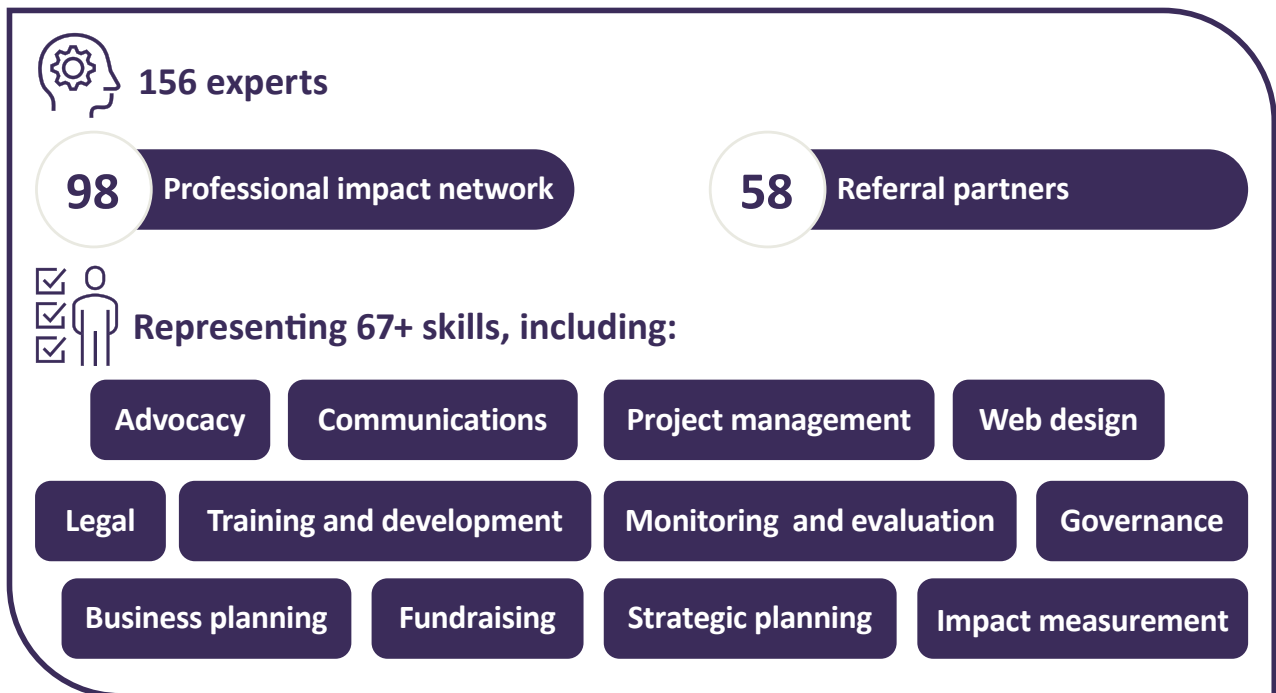 156 experts
98 Professional impact network
58 Referral partners
Representing 67+ skills, including:
Advocacy
Communications
Project management
Web design
Legal
Training and development
Monitoring and evaluation
Governance
Business planning
Fundraising
Strategic planning
Impact measurement